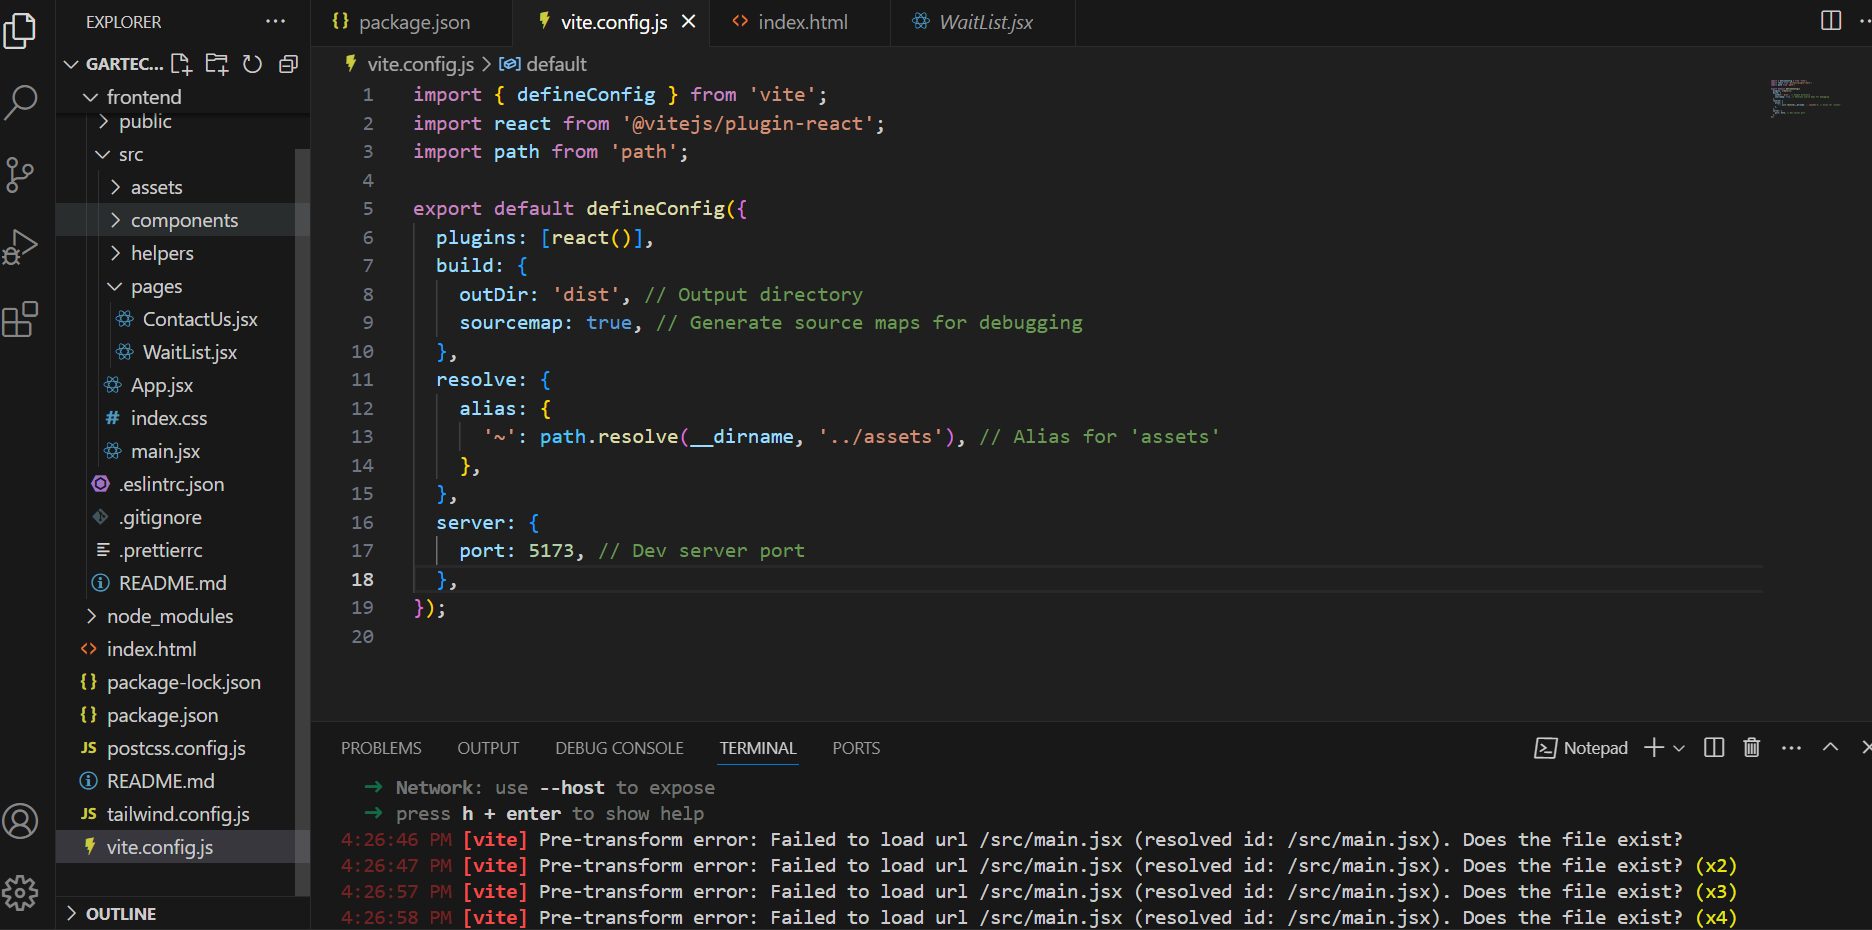 EXPLORER
GARTEC...
frontend
public
src
assets
components
helpers
pages
ContactUs.jsx
WaitList.jsx
App.jsx
# index.css
main.jsx
.eslintrc.json
.gitignore
.prettierrc
README.md
node_modules
<> index.html
{} package-lock.json
{} package.json
JS postcss.config.js
README.md
JS tailwind.config.js
vite.config.js
OUTLINE
{} package.json
vite.config.js
<> index.html
WaitList.jsx
vite.config.js > default
1 import { defineConfig } from 'vite';
2 import react from '@vitejs/plugin-react';
3 import path from 'path';
4
5 export default defineConfig({
6 plugins: [react()],
7 build: {
8 outDir: 'dist', // Output directory
9 sourcemap: true, // Generate source maps for debugging
10 },
11 resolve: {
12 alias: {
13 '~': path.resolve(__dirname, '../assets'), // Alias for 'assets'
14 },
15 },
16 server: {
17 port: 5173, // Dev server port
18 },
19 });
20
PROBLEMS OUTPUT DEBUG CONSOLE TERMINAL PORTS
Notepad
→ Network: use --host to expose
→ press h + enter to show help
4:26:46 PM [vite] Pre-transform error: Failed to load url /src/main.jsx (resolved id: /src/main.jsx). Does the file exist?
4:26:47 PM [vite] Pre-transform error: Failed to load url /src/main.jsx (resolved id: /src/main.jsx). Does the file exist? (x2)
4:26:57 PM [vite] Pre-transform error: Failed to load url /src/main.jsx (resolved id: /src/main.jsx). Does the file exist? (x3)
4:26:58 PM [vite] Pre-transform error: Failed to load url /src/main.jsx (resolved id: /src/main.jsx). Does the file exist? (x4)